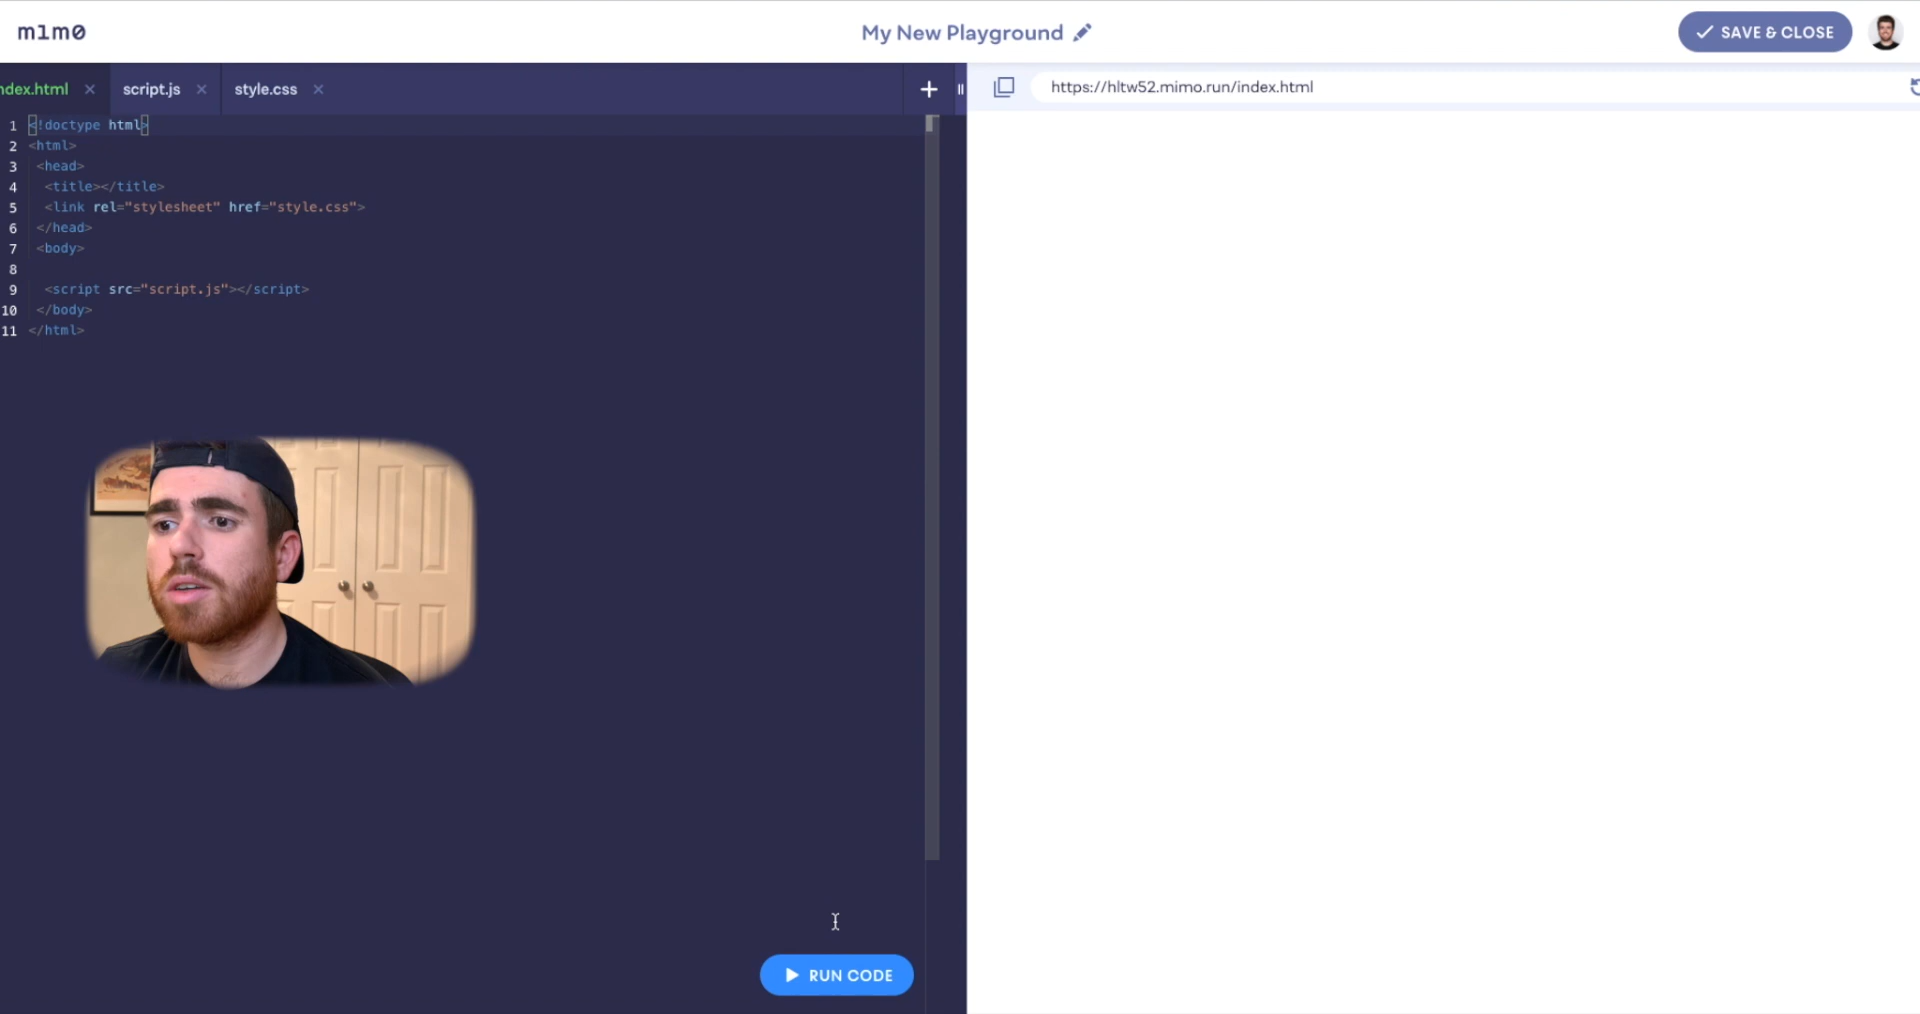 m1m0
My New Playground
SAVE & CLOSE
ndex.html
script.js
style.css
https://hltw52.mimo.run/index.html
1 <!doctype html>
2 <html>
3 <head>
4 <title></title>
5 <link rel="stylesheet" href="style.css">
6 </head>
7 <body>
8
9 <script src="script.js"></script>
10 </body>
11 </html>
RUN CODE